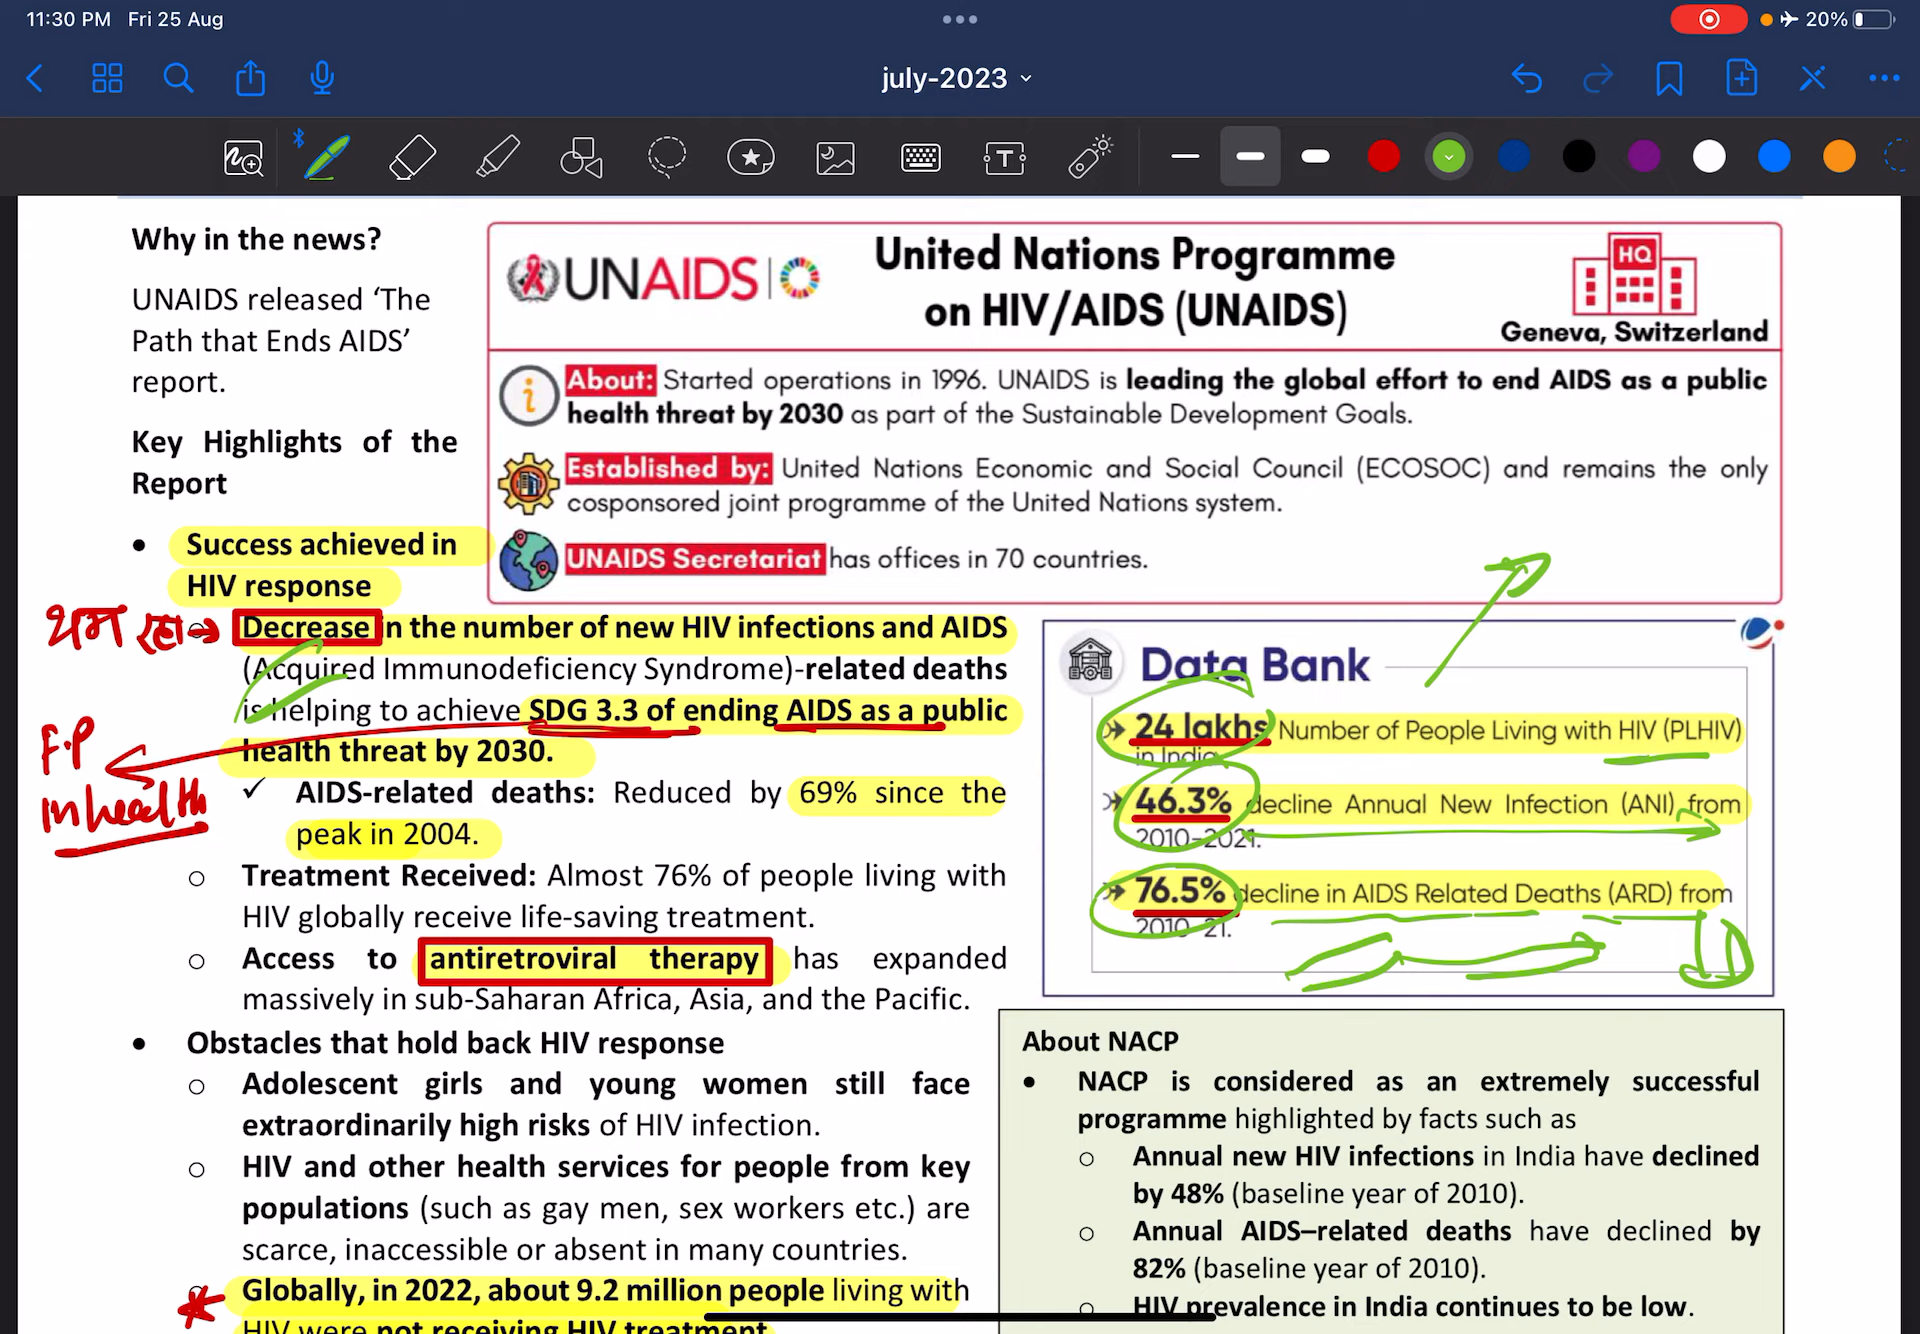 11:30 PM Fri 25 Aug
20%
july-2023
Why in the news?
UNAIDS released ‘The
Path that Ends AIDS’
report.
Key Highlights of the
Report
• Success achieved in
HIV response
थम रहा → Decrease in the number of new HIV infections and AIDS
(Acquired Immunodeficiency Syndrome)-related deaths
is helping to achieve SDG 3.3 of ending AIDS as a public
health threat by 2030.
F.P
in health
✓ AIDS-related deaths: Reduced by 69% since the
peak in 2004.
o Treatment Received: Almost 76% of people living with
HIV globally receive life-saving treatment.
o Access to antiretroviral therapy has expanded
massively in sub-Saharan Africa, Asia, and the Pacific.
• Obstacles that hold back HIV response
o Adolescent girls and young women still face
extraordinarily high risks of HIV infection.
o HIV and other health services for people from key
populations (such as gay men, sex workers etc.) are
scarce, inaccessible or absent in many countries.
Globally, in 2022, about 9.2 million people living with
HIV were not receiving HIV treatment
UNAIDS
United Nations Programme
on HIV/AIDS (UNAIDS)
HQ
Geneva, Switzerland
About: Started operations in 1996. UNAIDS is leading the global effort to end AIDS as a public
health threat by 2030 as part of the Sustainable Development Goals.
Established by: United Nations Economic and Social Council (ECOSOC) and remains the only
cosponsored joint programme of the United Nations system.
UNAIDS Secretariat has offices in 70 countries.
Data Bank
24 lakhs Number of People Living with HIV (PLHIV)
in India
46.3% decline Annual New Infection (ANI) from
2010-2021.
76.5% decline in AIDS Related Deaths (ARD) from
2010-21.
About NACP
• NACP is considered as an extremely successful
programme highlighted by facts such as
o Annual new HIV infections in India have declined
by 48% (baseline year of 2010).
o Annual AIDS–related deaths have declined by
82% (baseline year of 2010).
o HIV prevalence in India continues to be low.